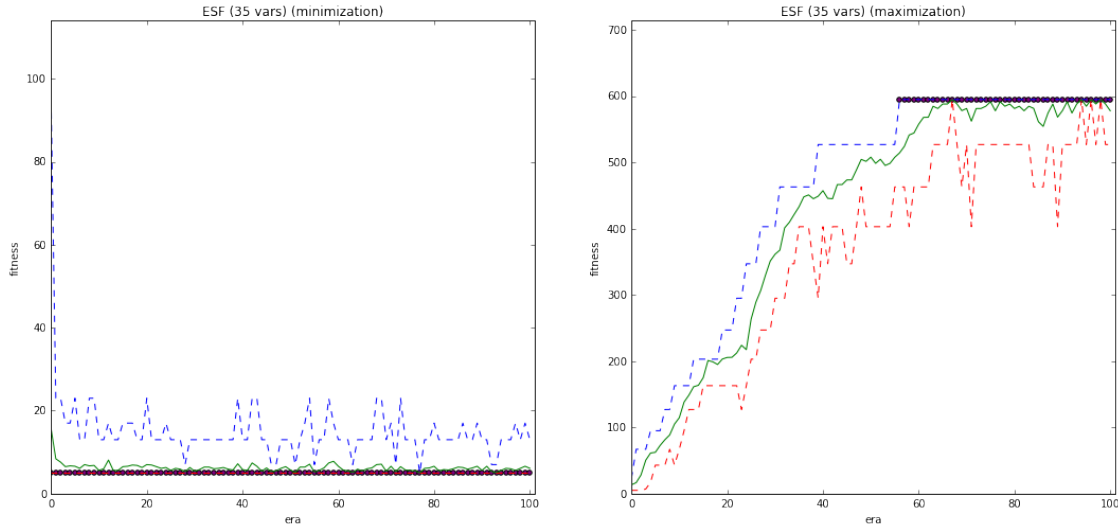 ESF (35 vars) (minimization)
100
80
60
40
20
0
fitness
0 20 40 60 80 100
era
ESF (35 vars) (maximization)
700
600
500
400
300
200
100
0
fitness
0 20 40 60 80 100
era